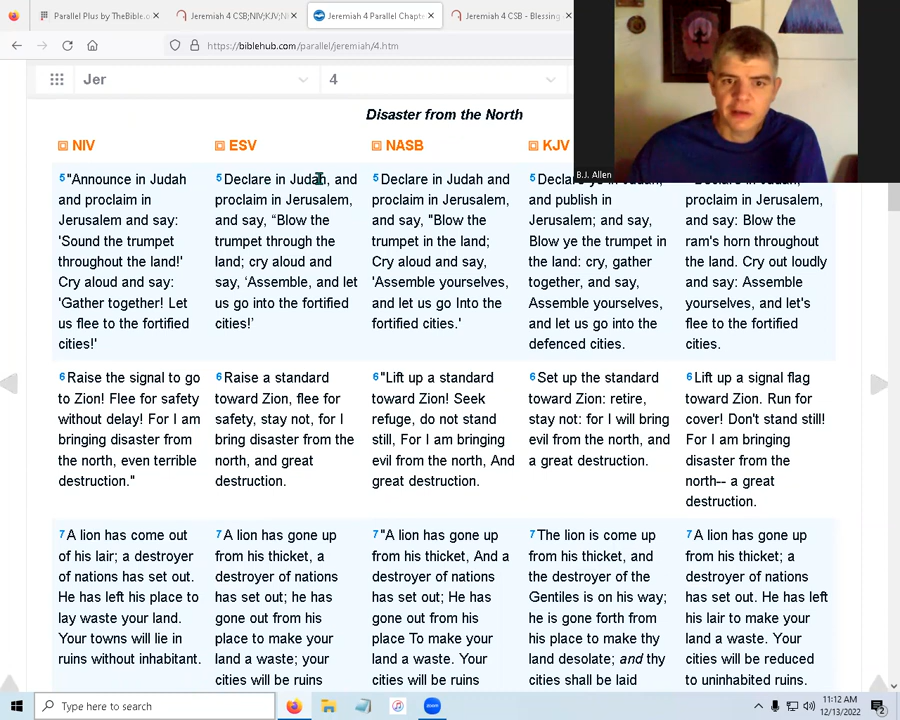 Parallel Plus by TheBible.o
Jeremiah 4 CSB;NIV;KJV;N
Jeremiah 4 Parallel Chapt
Jeremiah 4 CSB - Blessing
https://biblehub.com/parallel/jeremiah/4.htm
Jer
4
Disaster from the North
NIV
ESV
NASB
KJV
B.J. Allen
5"Announce in Judah
and proclaim in
Jerusalem and say:
'Sound the trumpet
throughout the land!'
Cry aloud and say:
'Gather together! Let
us flee to the fortified
cities!'
5Declare in Judah, and
proclaim in Jerusalem,
and say, “Blow the
trumpet through the
land; cry aloud and
say, ‘Assemble, and let
us go into the fortified
cities!’
5Declare in Judah and
proclaim in Jerusalem,
and say, "Blow the
trumpet in the land;
Cry aloud and say,
'Assemble yourselves,
and let us go Into the
fortified cities.'
5Declare ye in Judah,
and publish in
Jerusalem; and say,
Blow ye the trumpet in
the land: cry, gather
together, and say,
Assemble yourselves,
and let us go into the
defenced cities.
proclaim in Jerusalem,
and say: Blow the
ram's horn throughout
the land. Cry out loudly
and say: Assemble
yourselves, and let's
flee to the fortified
cities.
6Raise the signal to go
to Zion! Flee for safety
without delay! For I am
bringing disaster from
the north, even terrible
destruction."
6Raise a standard
toward Zion, flee for
safety, stay not, for I
bring disaster from the
north, and great
destruction.
6"Lift up a standard
toward Zion! Seek
refuge, do not stand
still, For I am bringing
evil from the north, And
great destruction.
6Set up the standard
toward Zion: retire,
stay not: for I will bring
evil from the north, and
a great destruction.
6Lift up a signal flag
toward Zion. Run for
cover! Don't stand still!
For I am bringing
disaster from the
north-- a great
destruction.
7A lion has come out
of his lair; a destroyer
of nations has set out.
He has left his place to
lay waste your land.
Your towns will lie in
ruins without inhabitant.
7A lion has gone up
from his thicket, a
destroyer of nations
has set out; he has
gone out from his
place to make your
land a waste; your
cities will be ruins
7"A lion has gone up
from his thicket, And a
destroyer of nations
has set out; He has
gone out from his
place To make your
land a waste. Your
cities will be ruins
7The lion is come up
from his thicket, and
the destroyer of the
Gentiles is on his way;
he is gone forth from
his place to make thy
land desolate; and thy
cities shall be laid
7A lion has gone up
from his thicket; a
destroyer of nations
has set out. He has left
his lair to make your
land a waste. Your
cities will be reduced
to uninhabited ruins.
Type here to search
11:12 AM
12/13/2022
2